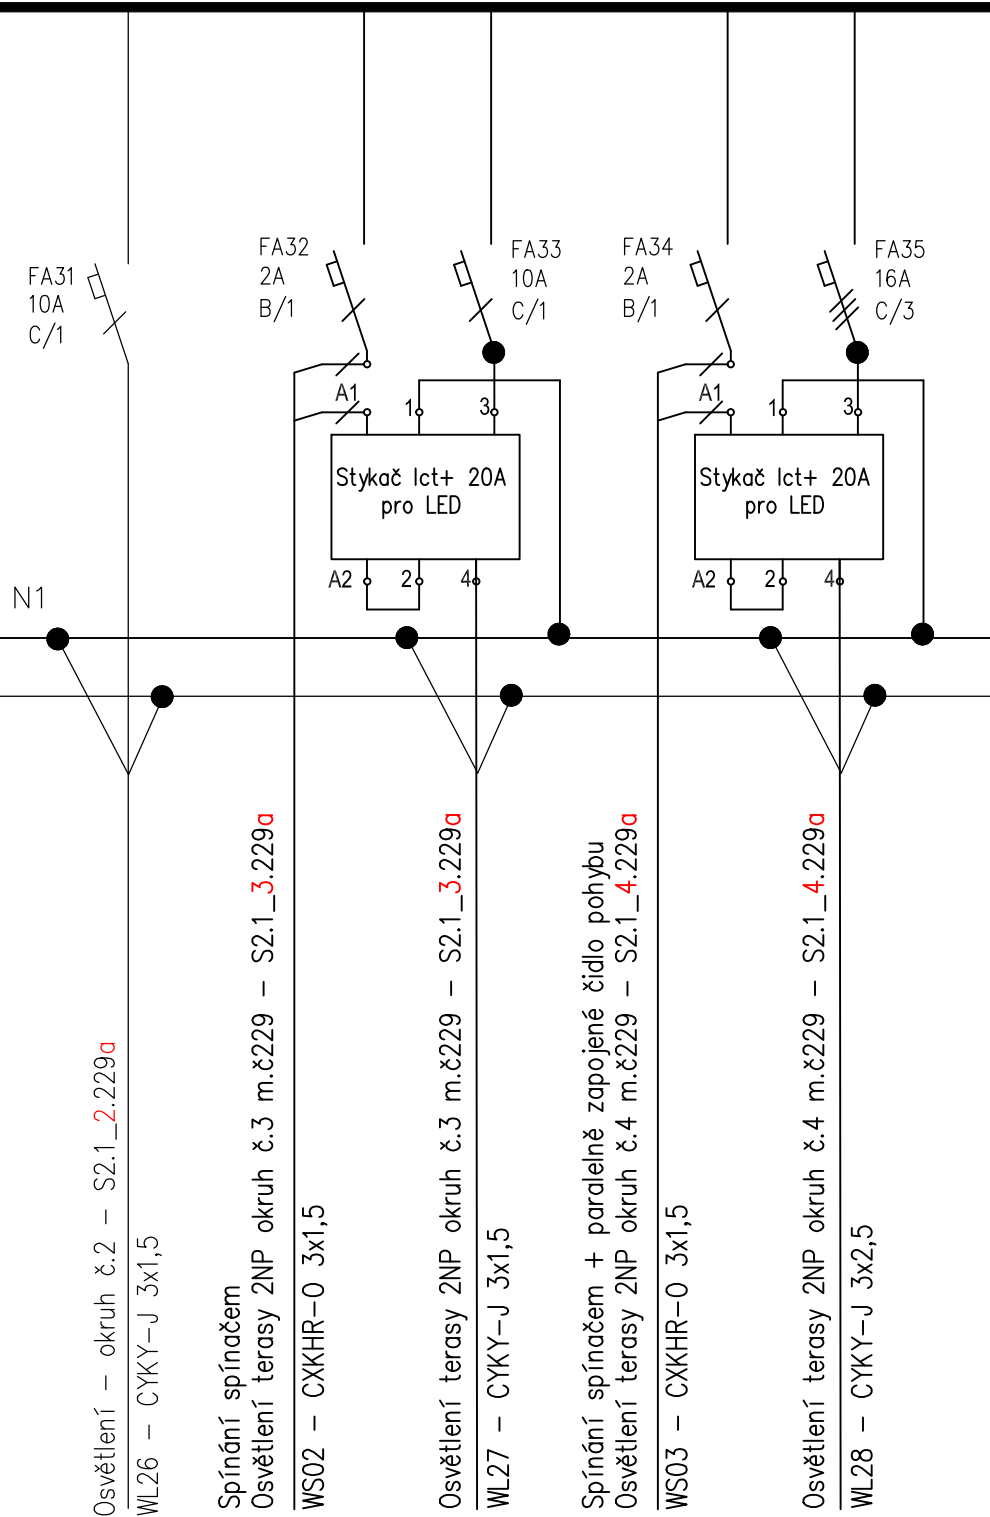 FA31
10A
C/1
FA32
2A
B/1
FA33
10A
C/1
FA34
2A
B/1
FA35
16A
C/3
A1
1
3
Stykač Ict+ 20A
pro LED
A2
2
4
A1
1
3
Stykač Ict+ 20A
pro LED
A2
2
4
N1
Osvětlení – okruh č.2 – S2.1_2.229a
WL26 – CYKY–J 3x1,5
Spínání spínačem
Osvětlení terasy 2NP okruh č.3 m.č229 – S2.1_3.229a
WS02 – CXKHR–O 3x1,5
Osvětlení terasy 2NP okruh č.3 m.č229 – S2.1_3.229a
WL27 – CYKY–J 3x1,5
Spínání spínačem + paralelně zapojené čidlo pohybu
Osvětlení terasy 2NP okruh č.4 m.č229 – S2.1_4.229a
WS03 – CXKHR–O 3x1,5
Osvětlení terasy 2NP okruh č.4 m.č229 – S2.1_4.229a
WL28 – CYKY–J 3x2,5